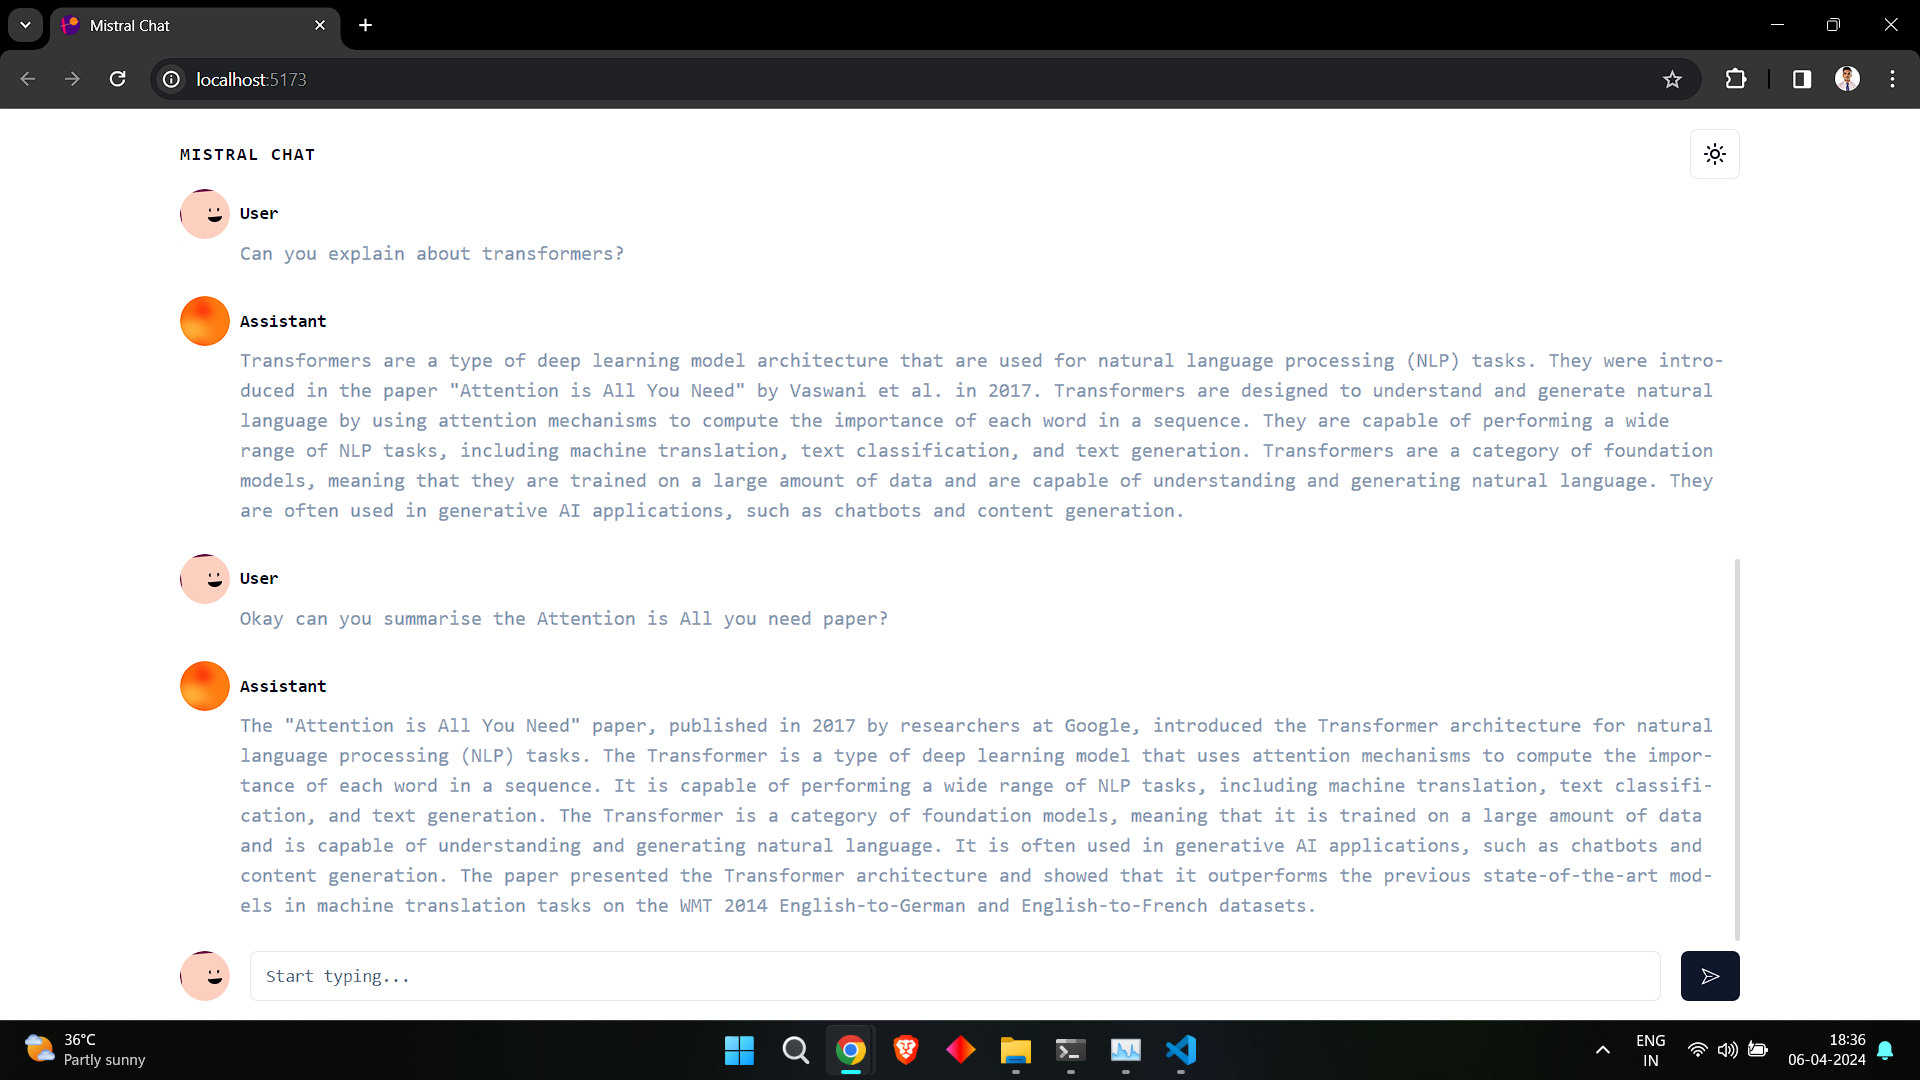 Mistral Chat
localhost:5173
MISTRAL CHAT
User
Can you explain about transformers?
Assistant
Transformers are a type of deep learning model architecture that are used for natural language processing (NLP) tasks. They were intro-
duced in the paper "Attention is All You Need" by Vaswani et al. in 2017. Transformers are designed to understand and generate natural
language by using attention mechanisms to compute the importance of each word in a sequence. They are capable of performing a wide
range of NLP tasks, including machine translation, text classification, and text generation. Transformers are a category of foundation
models, meaning that they are trained on a large amount of data and are capable of understanding and generating natural language. They
are often used in generative AI applications, such as chatbots and content generation.
User
Okay can you summarise the Attention is All you need paper?
Assistant
The "Attention is All You Need" paper, published in 2017 by researchers at Google, introduced the Transformer architecture for natural
language processing (NLP) tasks. The Transformer is a type of deep learning model that uses attention mechanisms to compute the impor-
tance of each word in a sequence. It is capable of performing a wide range of NLP tasks, including machine translation, text classifi-
cation, and text generation. The Transformer is a category of foundation models, meaning that it is trained on a large amount of data
and is capable of understanding and generating natural language. It is often used in generative AI applications, such as chatbots and
content generation. The paper presented the Transformer architecture and showed that it outperforms the previous state-of-the-art mod-
els in machine translation tasks on the WMT 2014 English-to-German and English-to-French datasets.
Start typing...
36°C
Partly sunny
ENG
IN
18:36
06-04-2024